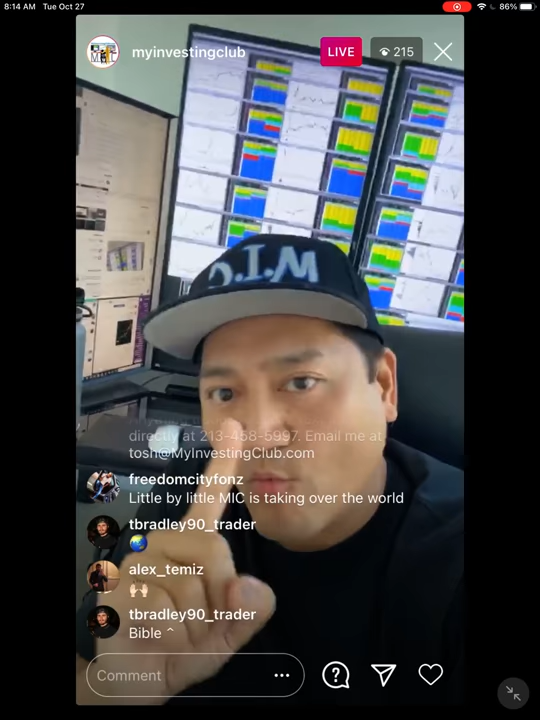 8:14 AM Tue Oct 27
86%
myinvestingclub
LIVE
215
M.I.C
directly at 213-458-5997. Email me at
tosh@MyInvestingClub.com
freedomcityfonz
Little by little MIC is taking over the world
tbradley90_trader
alex_temiz
tbradley90_trader
Bible ^
Comment